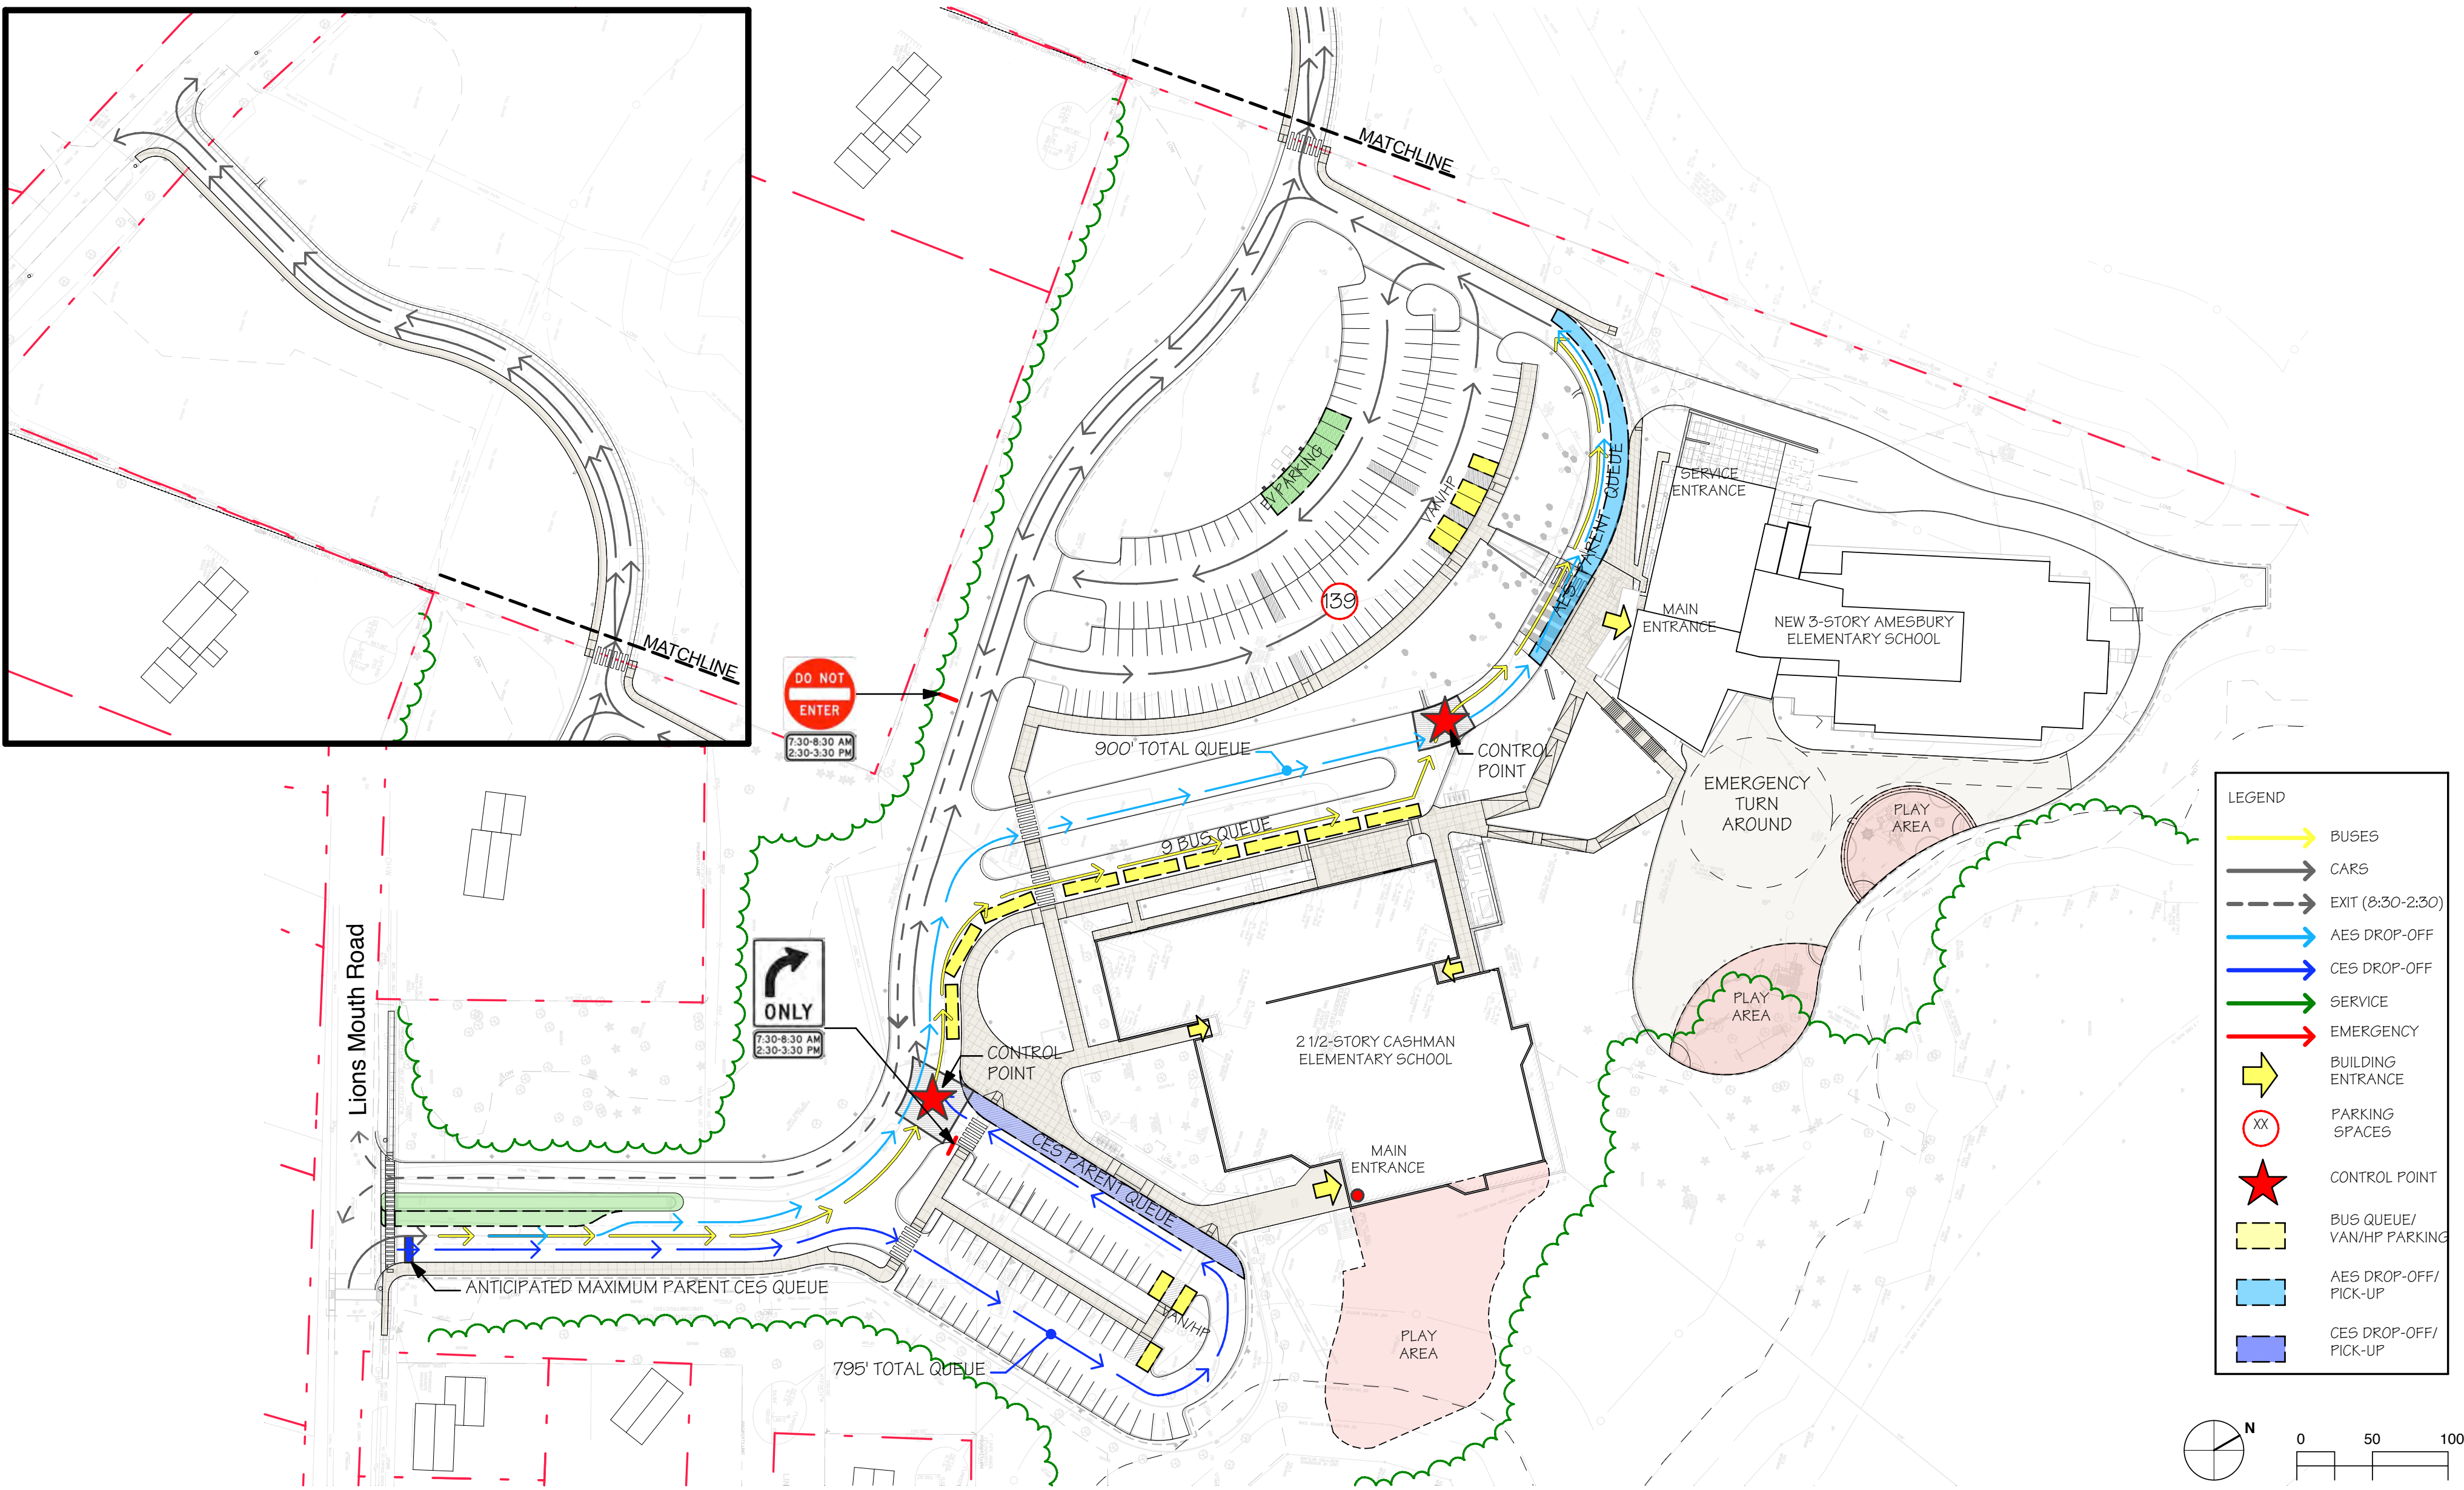 MATCHLINE
MATCHLINE
DO NOT
ENTER
7:30-8:30 AM
2:30-3:30 PM
EV PARKING
VAN/HP
139
AES PARENT QUEUE
SERVICE
ENTRANCE
MAIN
ENTRANCE
NEW 3-STORY AMESBURY
ELEMENTARY SCHOOL
900' TOTAL QUEUE
CONTROL
POINT
9 BUS QUEUE
EMERGENCY
TURN
AROUND
PLAY
AREA
PLAY
AREA
Lions Mouth Road
ONLY
7:30-8:30 AM
2:30-3:30 PM
CONTROL
POINT
2 1/2-STORY CASHMAN
ELEMENTARY SCHOOL
CES PARENT QUEUE
MAIN
ENTRANCE
ANTICIPATED MAXIMUM PARENT CES QUEUE
VAN/HP
795' TOTAL QUEUE
PLAY
AREA
LEGEND
BUSES
CARS
EXIT (8:30-2:30)
AES DROP-OFF
CES DROP-OFF
SERVICE
EMERGENCY
BUILDING
ENTRANCE
XX
PARKING
SPACES
CONTROL POINT
BUS QUEUE/
VAN/HP PARKING
AES DROP-OFF/
PICK-UP
CES DROP-OFF/
PICK-UP
N
0 50 100